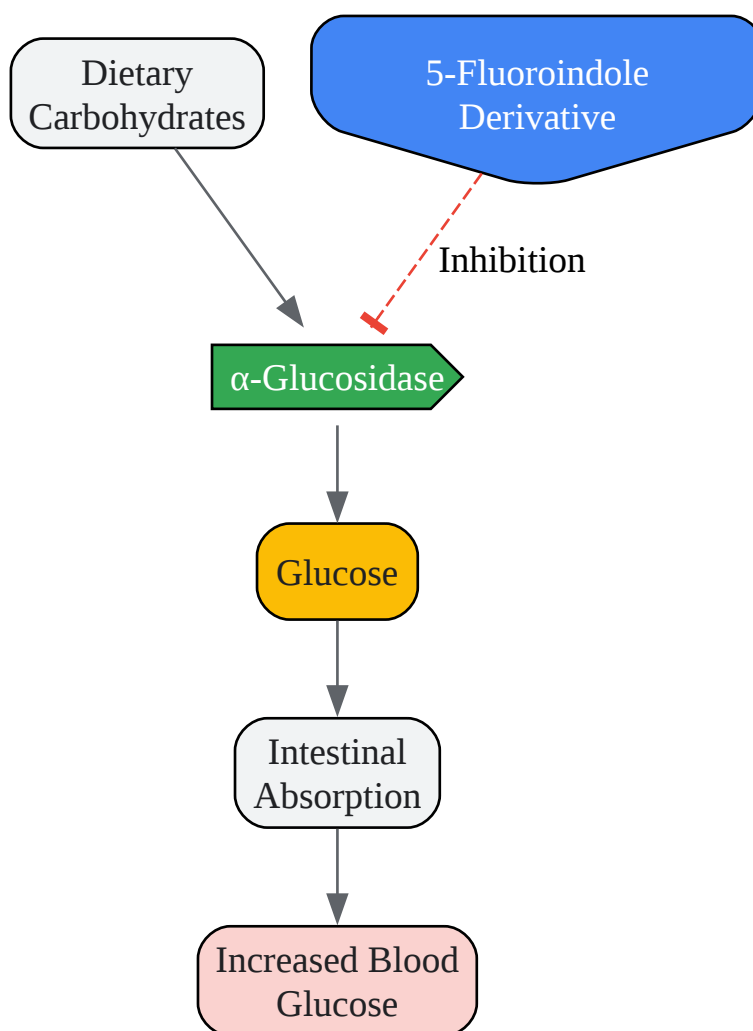 Dietary
Carbohydrates
5-Fluoroindole
Derivative
Inhibition
α-Glucosidase
Glucose
Intestinal
Absorption
Increased Blood
Glucose